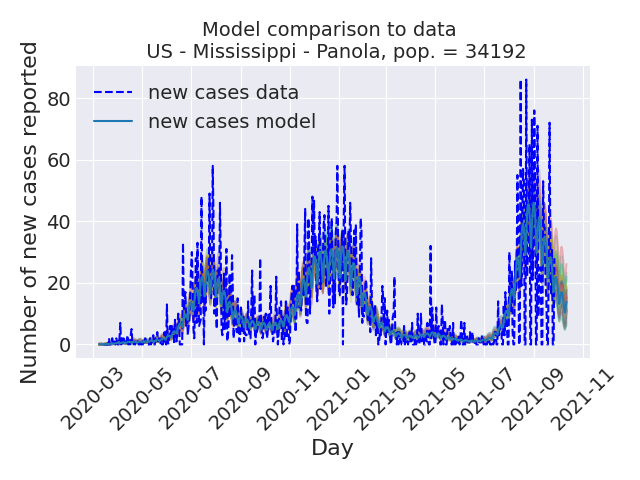 Model comparison to data
US - Mississippi - Panola, pop. = 34192
Number of new cases reported
80
60
40
20
0
new cases data
new cases model
2020-03
2020-05
2020-07
2020-09
2020-11
2021-01
2021-03
2021-05
2021-07
2021-09
2021-11
Day